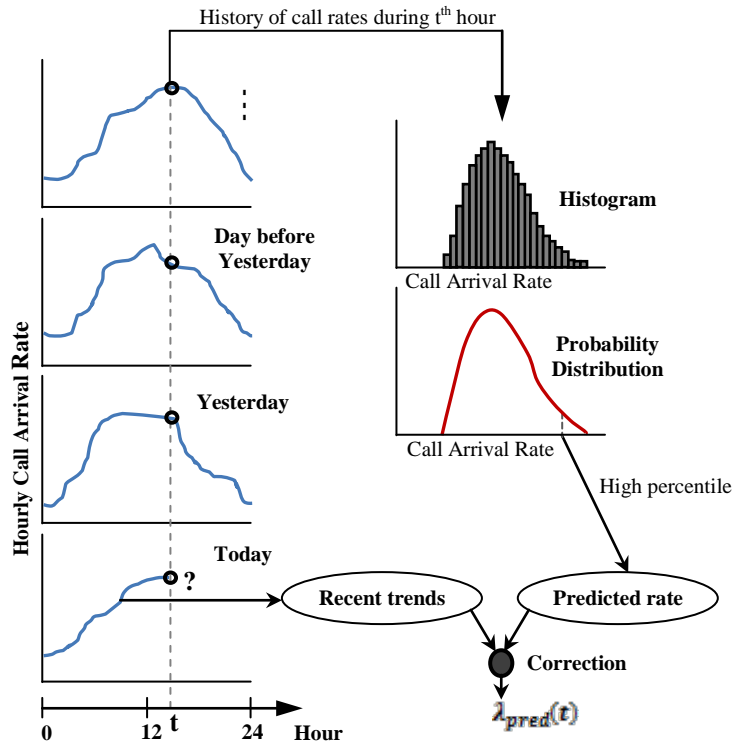 History of call rates during tth hour
Day before
Yesterday
Yesterday
Today
?
Hourly Call Arrival Rate
0
12
t
24
Hour
Histogram
Call Arrival Rate
Probability
Distribution
Call Arrival Rate
High percentile
Recent trends
Predicted rate
Correction
λpred(t)